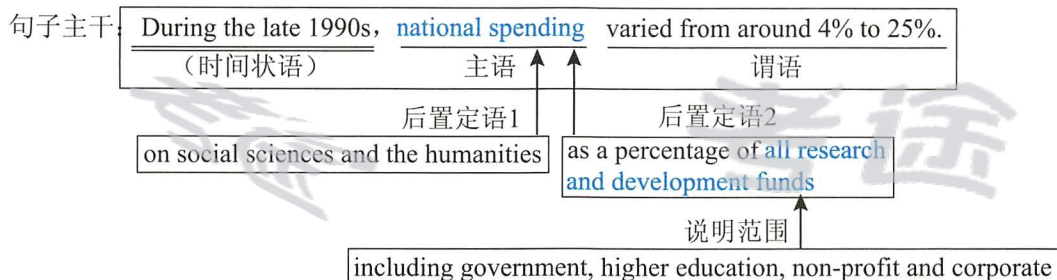 句子主干: During the late 1990s, national spending varied from around 4% to 25%.
（时间状语） 主语 谓语
后置定语1 后置定语2
on social sciences and the humanities
as a percentage of all research
and development funds
说明范围
including government, higher education, non-profit and corporate
考途